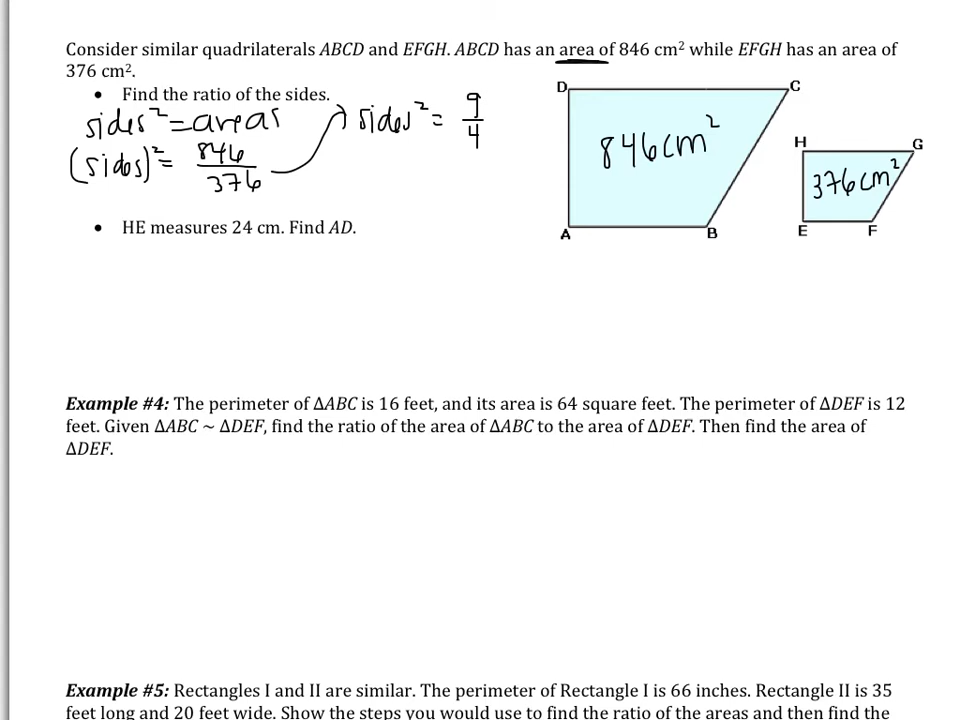 Consider similar quadrilaterals ABCD and EFGH. ABCD has an area of 846 cm² while EFGH has an area of
376 cm².
• Find the ratio of the sides.
sides² = areas
(sides)² = 846/376
sides² = 9/4
D
C
846 cm²
A
B
H
G
376 cm²
E
F
• HE measures 24 cm. Find AD.
Example #4: The perimeter of ΔABC is 16 feet, and its area is 64 square feet. The perimeter of ΔDEF is 12
feet. Given ΔABC ~ ΔDEF, find the ratio of the area of ΔABC to the area of ΔDEF. Then find the area of
ΔDEF.
Example #5: Rectangles I and II are similar. The perimeter of Rectangle I is 66 inches. Rectangle II is 35
feet long and 20 feet wide. Show the steps you would use to find the ratio of the areas and then find the